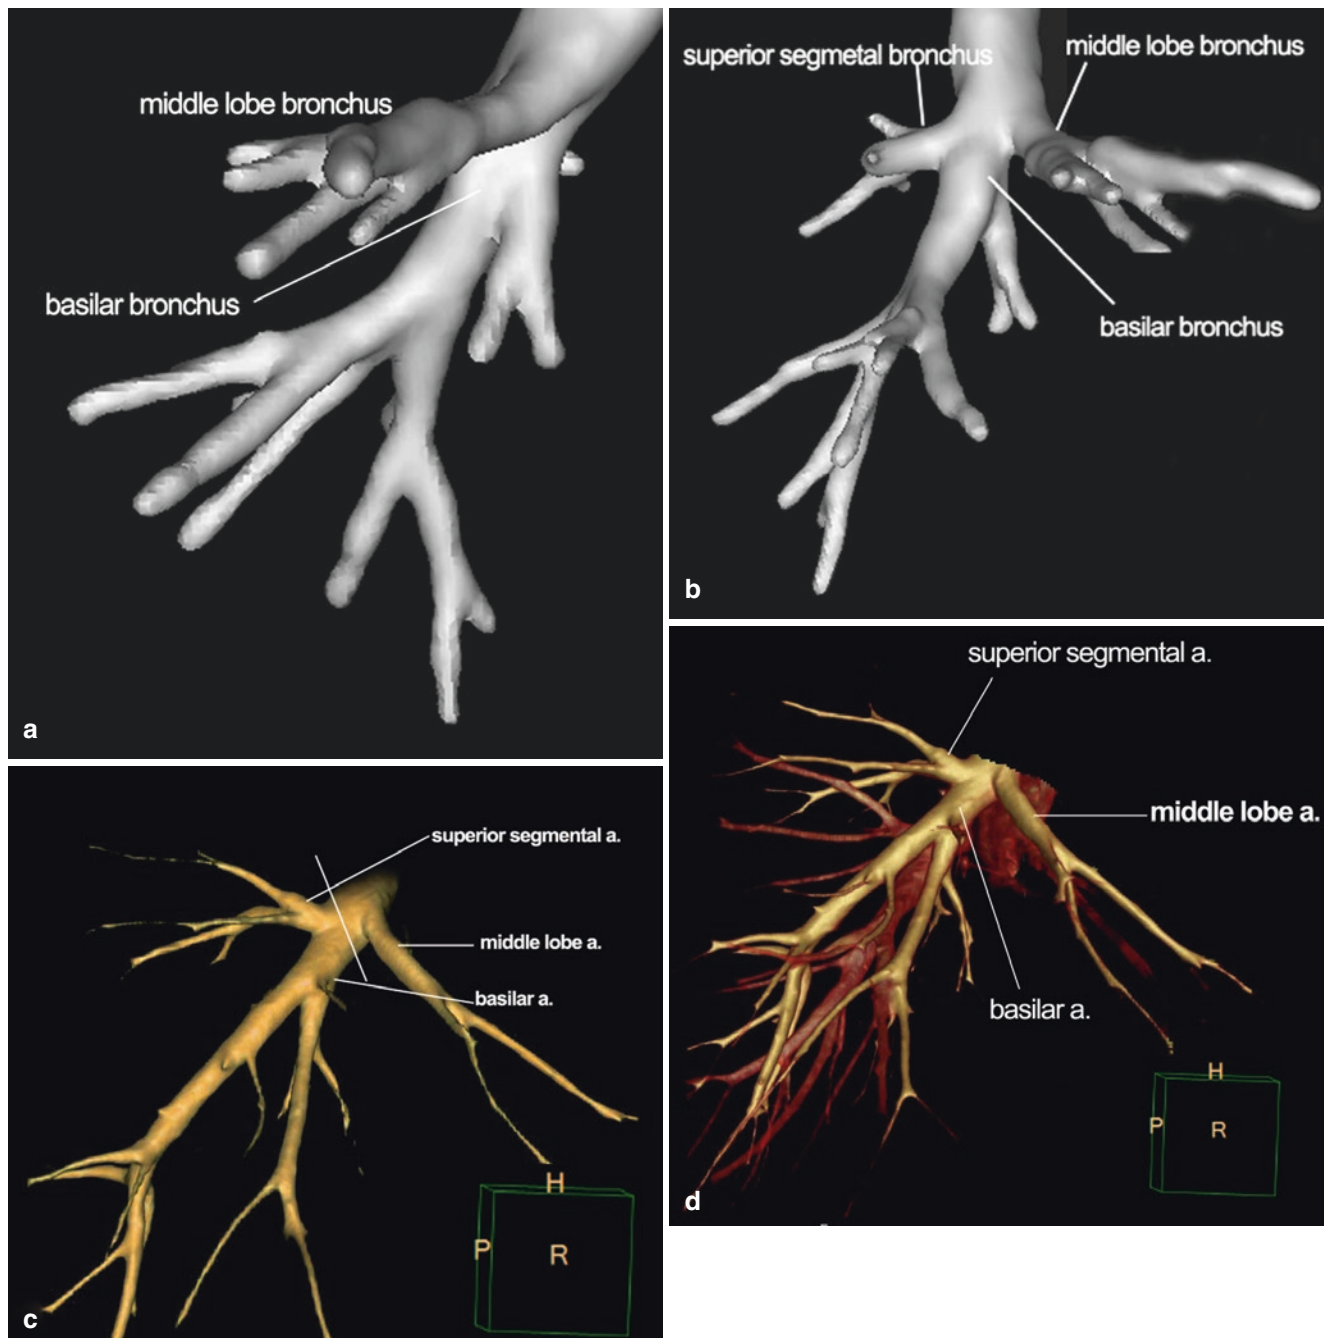 middle lobe bronchus
basilar bronchus
a
superior segmetal bronchus
middle lobe bronchus
basilar bronchus
b
superior segmental a.
middle lobe a.
basilar a.
H
P
R
c
superior segmental a.
middle lobe a.
basilar a.
H
P
R
d